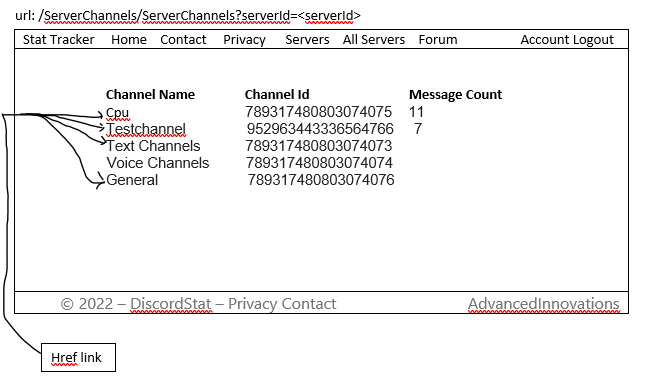 url: /ServerChannels/ServerChannels?serverId=<serverId>
Stat Tracker Home Contact Privacy Servers All Servers Forum Account Logout
Channel Name Channel Id Message Count
Cpu 789317480803074075 11
Testchannel 952963443336564766 7
Text Channels 789317480803074073
Voice Channels 789317480803074074
General 789317480803074076
© 2022 – DiscordStat – Privacy Contact AdvancedInnovations
Href link